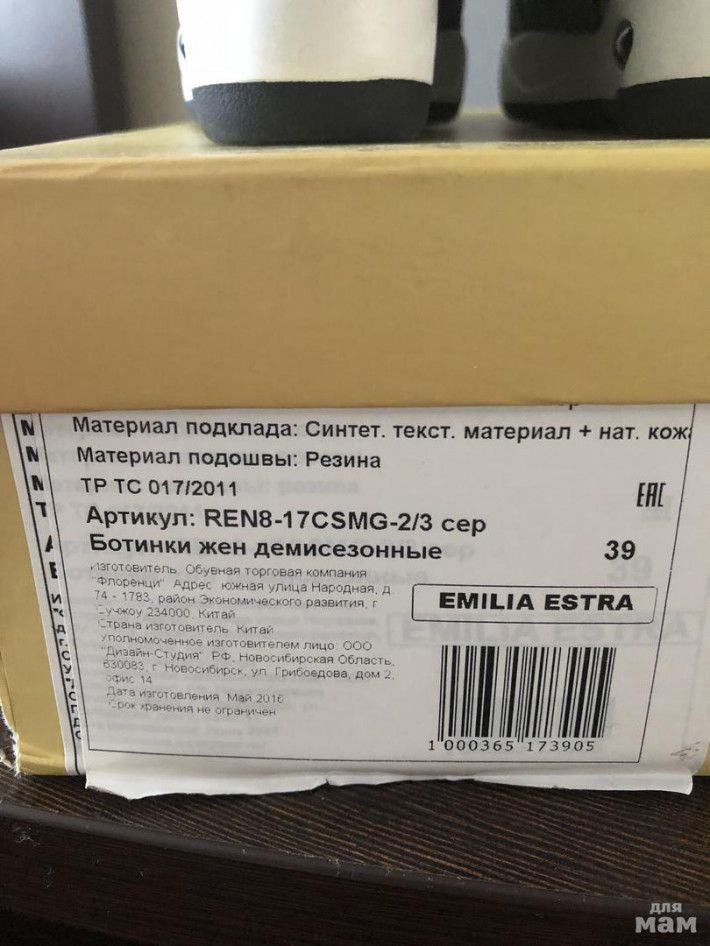 Материал подклада: Синтет. текст. материал + нат. кожа
Материал подошвы: Резина
ТР ТС 017/2011
EAC
Артикул: REN8-17CSMG-2/3 сер
Ботинки жен демисезонные
39
Изготовитель Обувная торговая компания
Флоренци" Адрес южная улица Народная, д.
74 - 1783, район Экономического развития, г
Сучжоу 234000, Китай
Страна изготовитель Китай
Уполномоченное изготовителем лицо ООО
"Дизайн-Студия" РФ, Новосибирская Область,
630083, г Новосибирск, ул Грибоедова, дом 2,
офис 14
Дата изготовления Май 2016
Срок хранения не ограничен
EMILIA ESTRA
1 000365 173905
для
мам